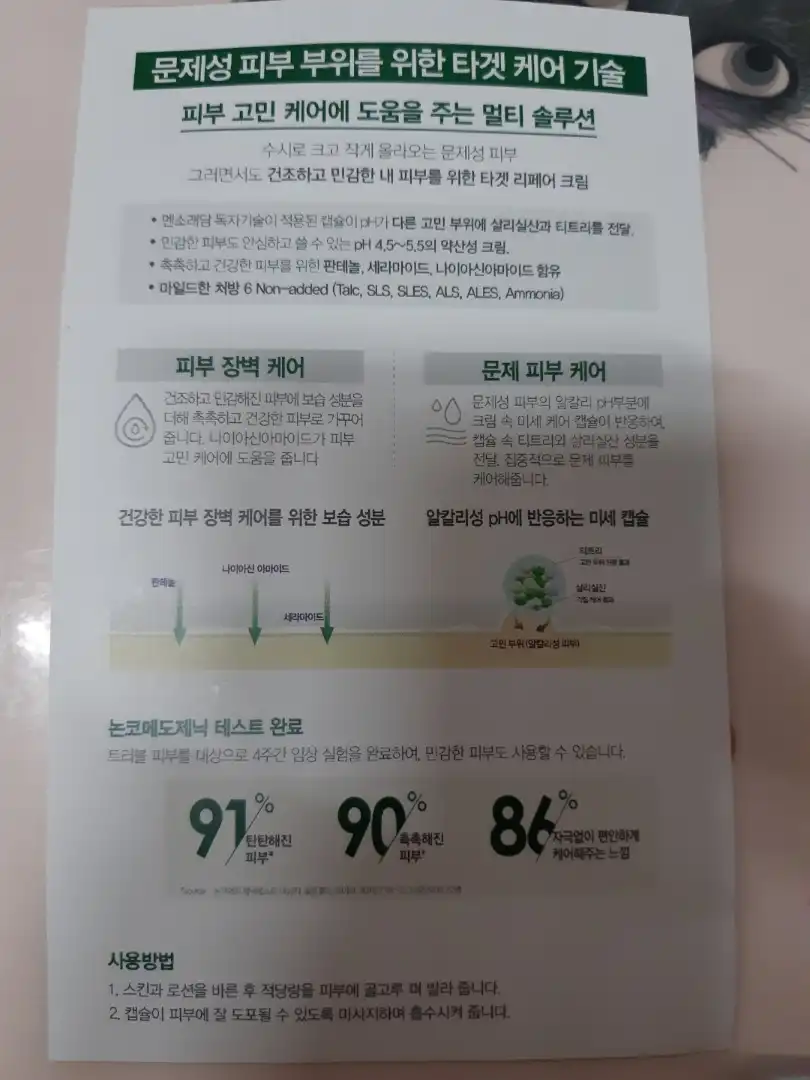 문제성 피부 부위를 위한 타겟 케어 기술
피부 고민 케어에 도움을 주는 멀티 솔루션
수시로 크고 작게 올라오는 문제성 피부
그러면서도 건조하고 민감한 내 피부를 위한 타겟 리페어 크림
• 멘소래담 독자기술이 적용된 캡슐이 pH가 다른 고민 부위에 살리실산과 티트리를 전달.
• 민감한 피부도 안심하고 쓸 수 있는 pH 4.5~5.5의 약산성 크림.
• 촉촉하고 건강한 피부를 위한 판테놀, 세라마이드, 나이아신아마이드 함유
• 마일드한 처방 6 Non-added (Talc, SLS, SLES, ALS, ALES, Ammonia)
피부 장벽 케어
건조하고 민감해진 피부에 보습 성분을
더해 촉촉하고 건강한 피부로 가꾸어
줍니다. 나이아신아마이드가 피부
고민 케어에 도움을 줍니다
문제 피부 케어
문제성 피부의 알칼리 pH부분에
크림 속 미세 케어 캡슐이 반응하여,
캡슐 속 티트리와 살리실산 성분을
전달. 집중적으로 문제 피부를
케어해줍니다.
건강한 피부 장벽 케어를 위한 보습 성분
판테놀
나이아신 아마이드
세라마이드
알칼리성 pH에 반응하는 미세 캡슐
티트리
고민 부위 진정 효과
살리실산
각질 케어 효과
고민 부위(알칼리성 피부)
논코메도제닉 테스트 완료
트러블 피부를 대상으로 4주간 임상 실험을 완료하여, 민감한 피부도 사용할 수 있습니다.
91% 탄탄해진
피부*
90% 촉촉해진
피부*
86% 자극없이 편안하게
케어해주는 느낌
사용방법
1. 스킨과 로션을 바른 후 적당량을 피부에 골고루 펴 발라 줍니다.
2. 캡슐이 피부에 잘 도포될 수 있도록 마사지하며 흡수시켜 줍니다.